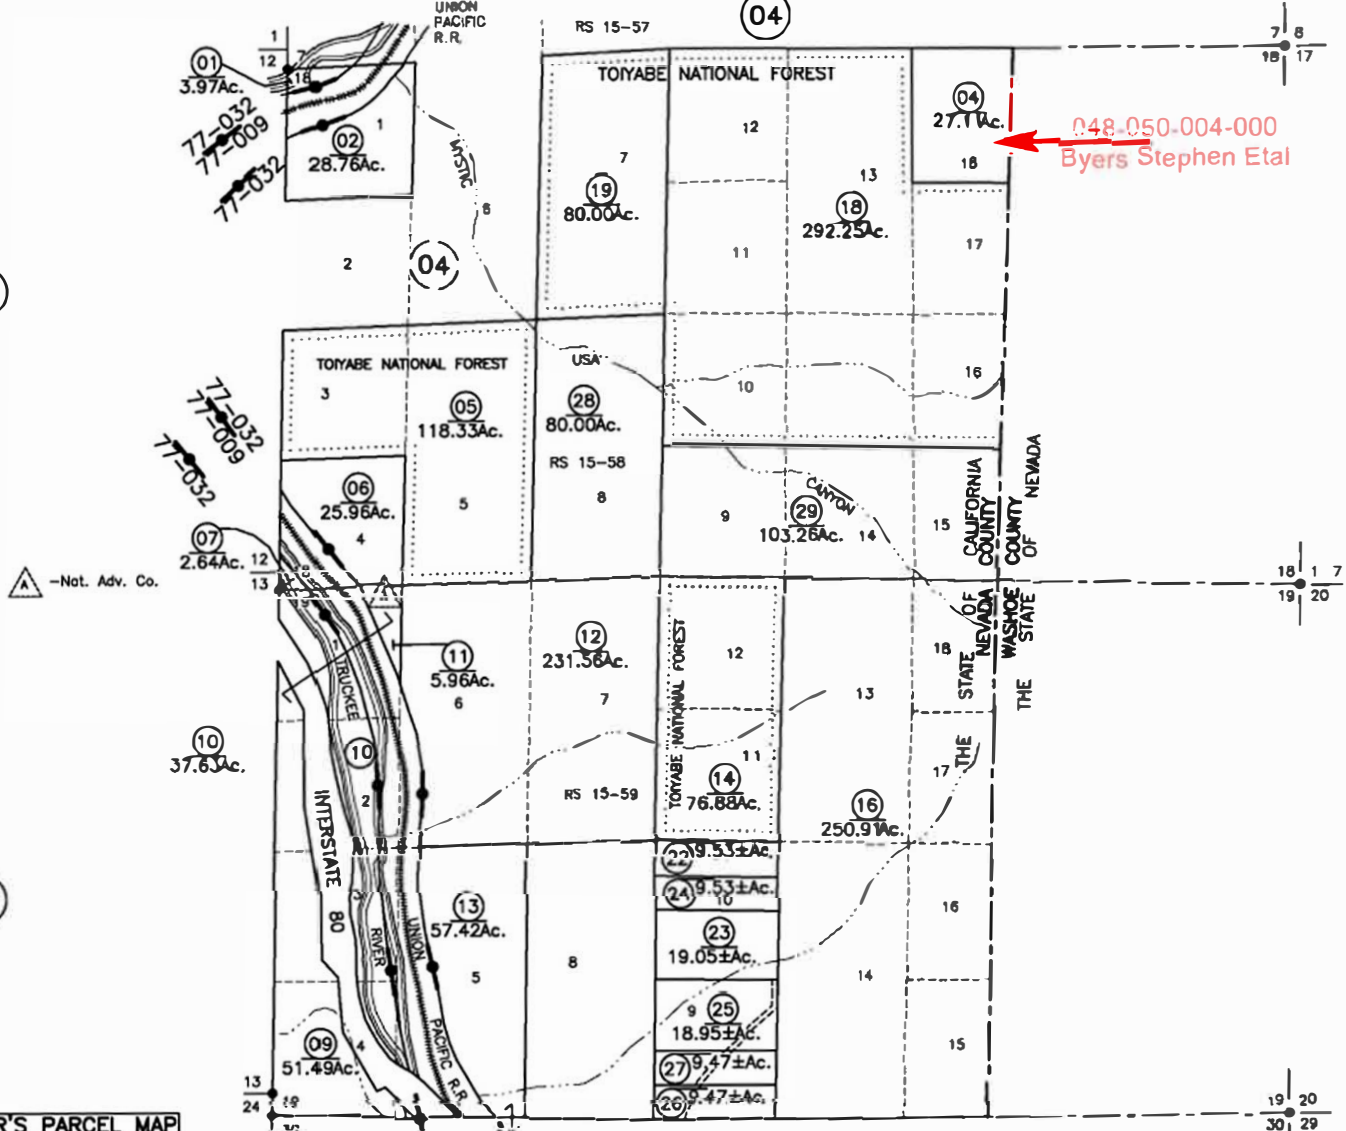 UNION
PACIFIC
R.R.
RS 15-57
04
7 8
18 17
1 7
12 18
01
3.97Ac.
77-032
77-009
77-032
02
28.76Ac.
1
MYSTIC
6
2
04
TOIYABE NATIONAL FOREST
7
19
80.00Ac.
12
11
13
18
292.25Ac.
04
27.11Ac.
18
17
048-050-004-000
Byers Stephen Etal
TOIYABE NATIONAL FOREST
3
05
118.33Ac.
5
USA
28
80.00Ac.
RS 15-58
8
10
16
77-032
77-009
77-032
06
25.96Ac.
4
07
2.64Ac.
12
13
A -Nat. Adv. Co.
9
CANYON
29
103.26Ac.
14
15
CALIFORNIA
COUNTY
COUNTY
OF NEVADA
THE STATE OF
NEVADA
WASHOE
THE STATE
18 17
19 20
11
5.96Ac.
6
12
231.56Ac.
7
RS 15-59
TOIYABE NATIONAL FOREST
12
11
14
76.88Ac.
13
18
17
16
250.91Ac.
10
37.63Ac.
TRUCKEE
10
2
INTERSTATE
80
3
RIVER
UNION
PACIFIC R.R.
13
57.42Ac.
5
8
22 9.53±Ac.
24 9.53±Ac.
10
23
19.05±Ac.
9
25
18.95±Ac.
27 9.47±Ac.
26 9.47±Ac.
14
16
15
09
51.49Ac.
4
13
24
19 20
30 29
R'S PARCEL MAP